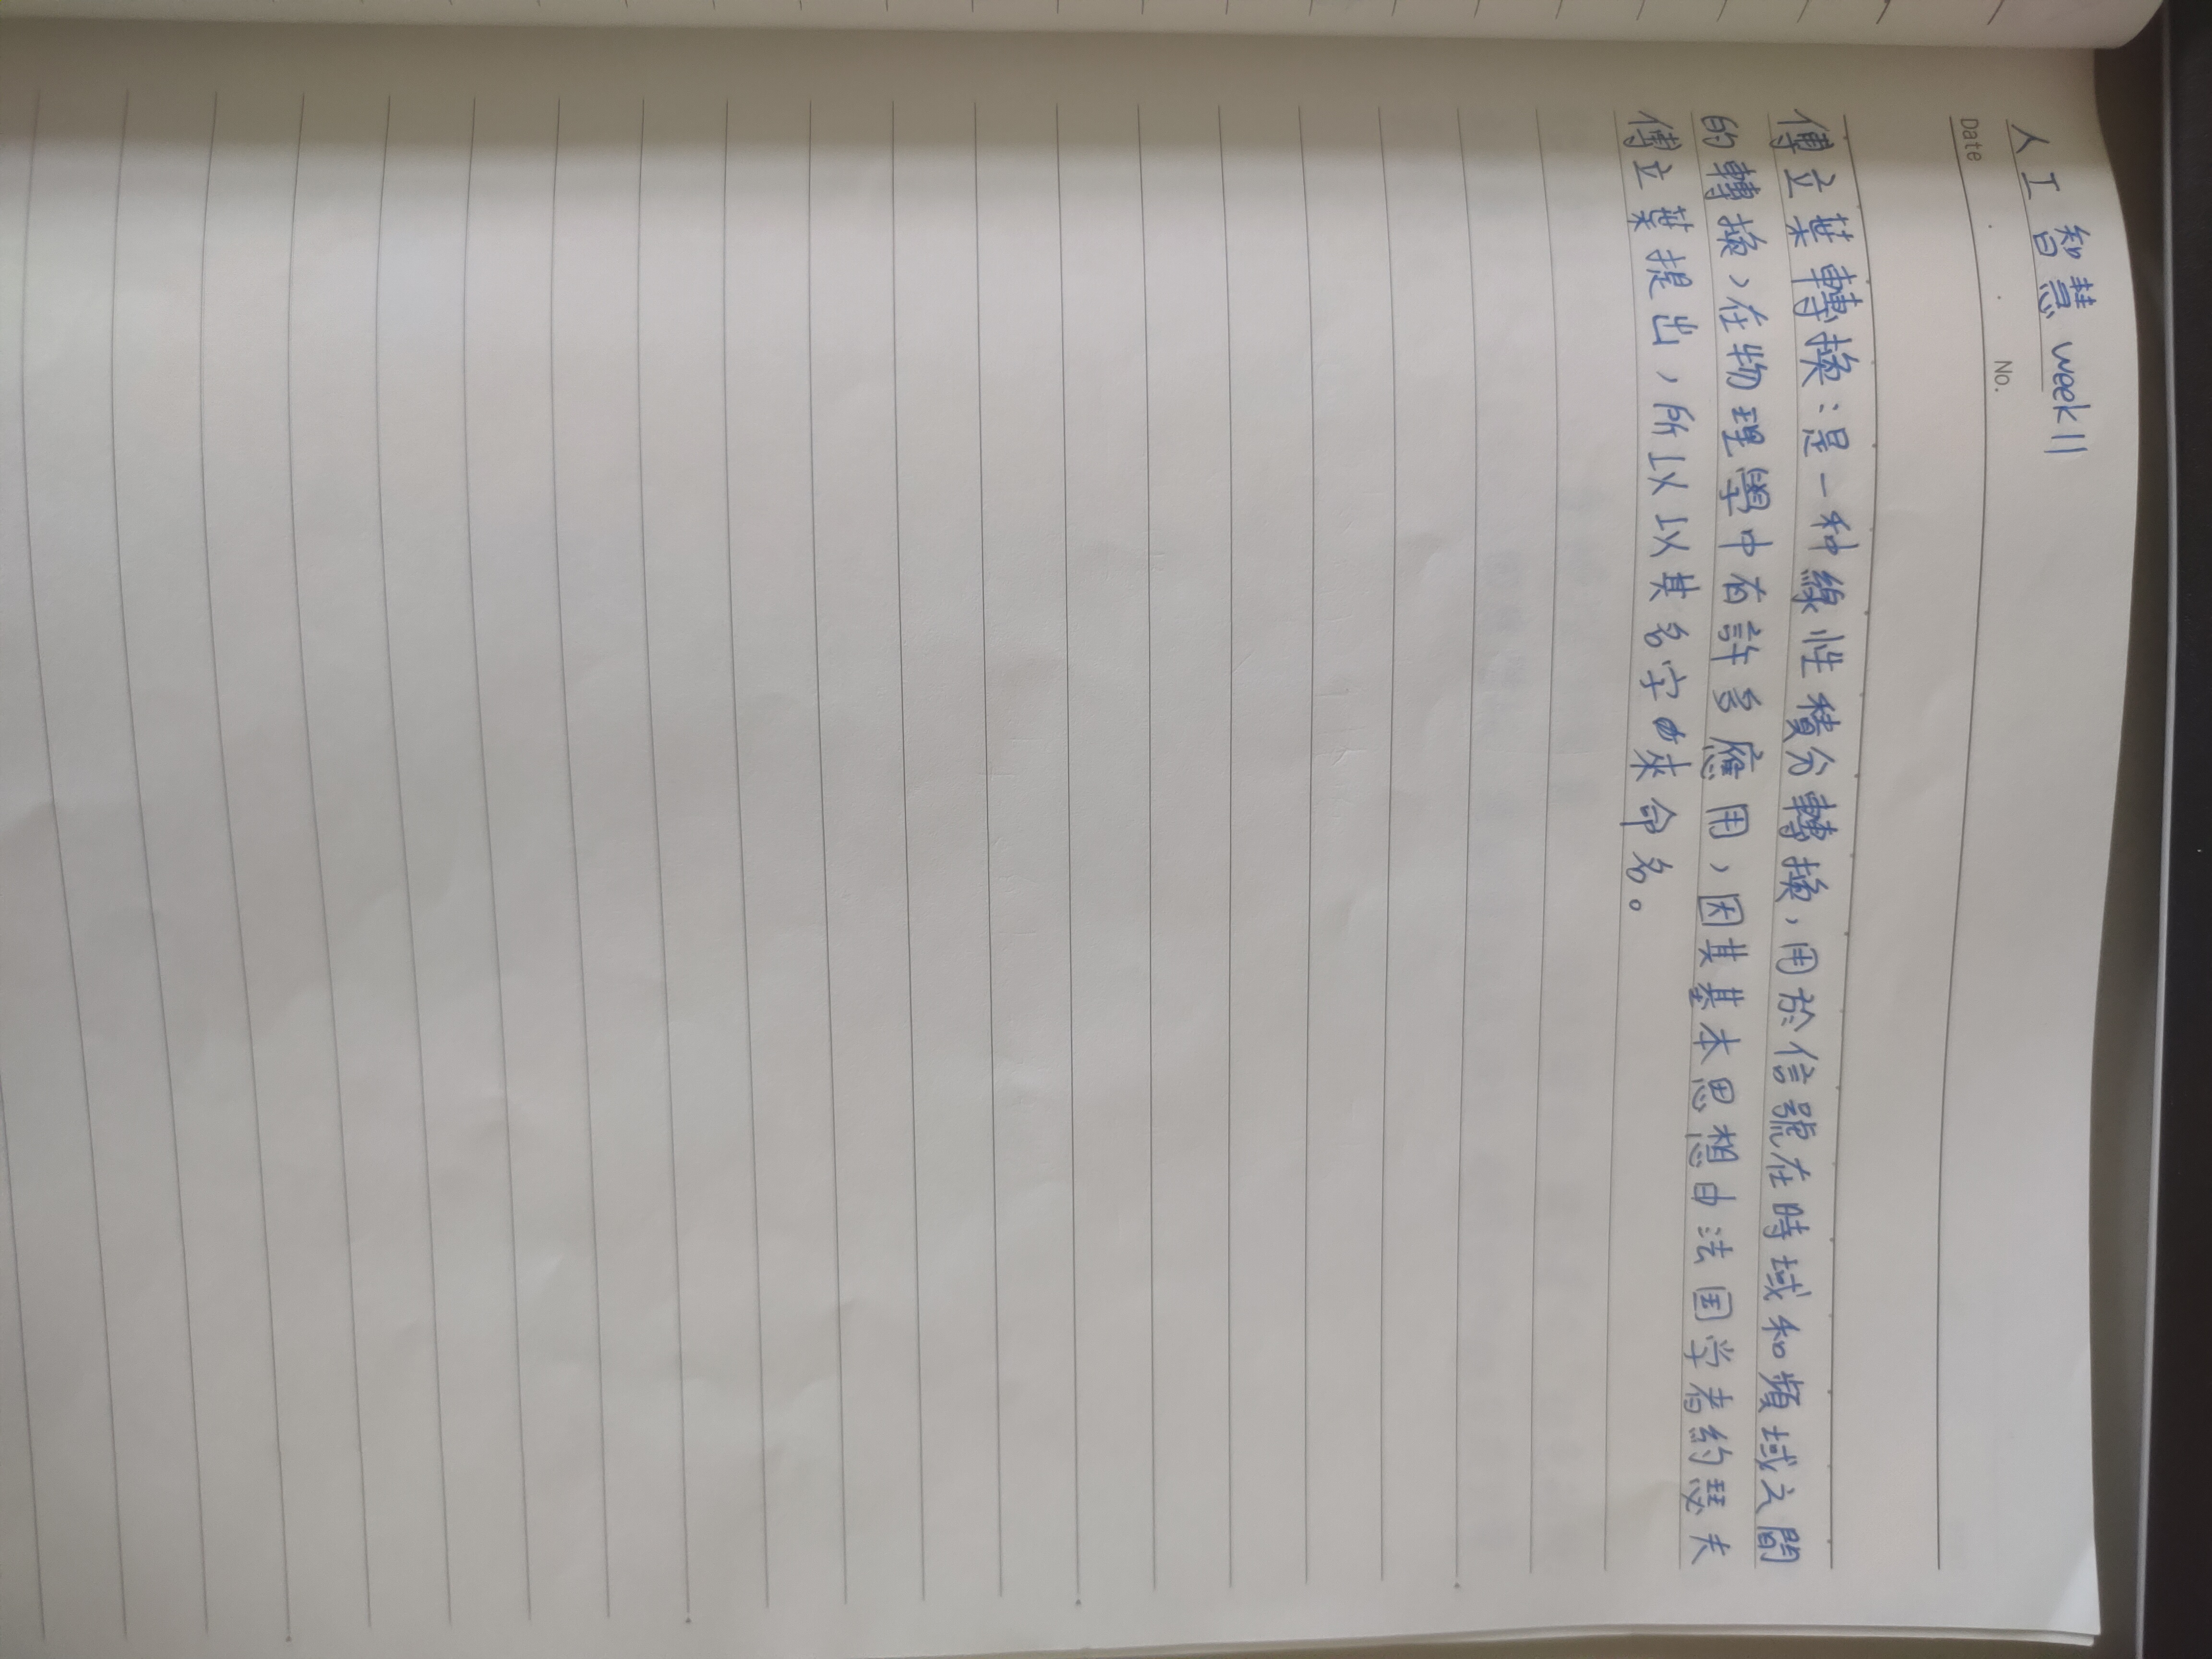 人工智慧 week11
Date . . No.
傅立葉轉換：是一种線性積分轉換，用於信號在時域和頻域之間
的轉換，在物理學中有許多應用，因其基本思想由法国学者約瑟夫
傅立葉提出，所以以其名字來命名。